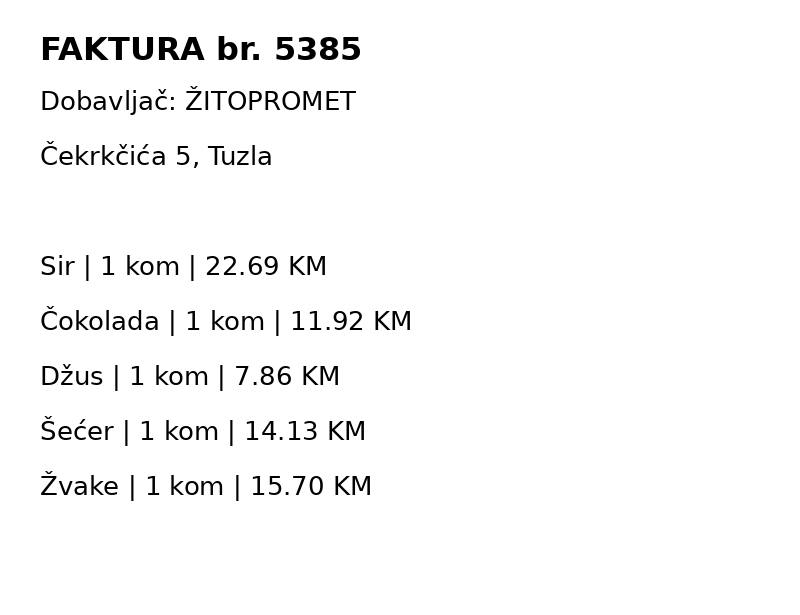 FAKTURA br. 5385
Dobavljač: ŽITOPROMET
Čekrkčića 5, Tuzla
Sir | 1 kom | 22.69 KM
Čokolada | 1 kom | 11.92 KM
Džus | 1 kom | 7.86 KM
Šećer | 1 kom | 14.13 KM
Žvake | 1 kom | 15.70 KM